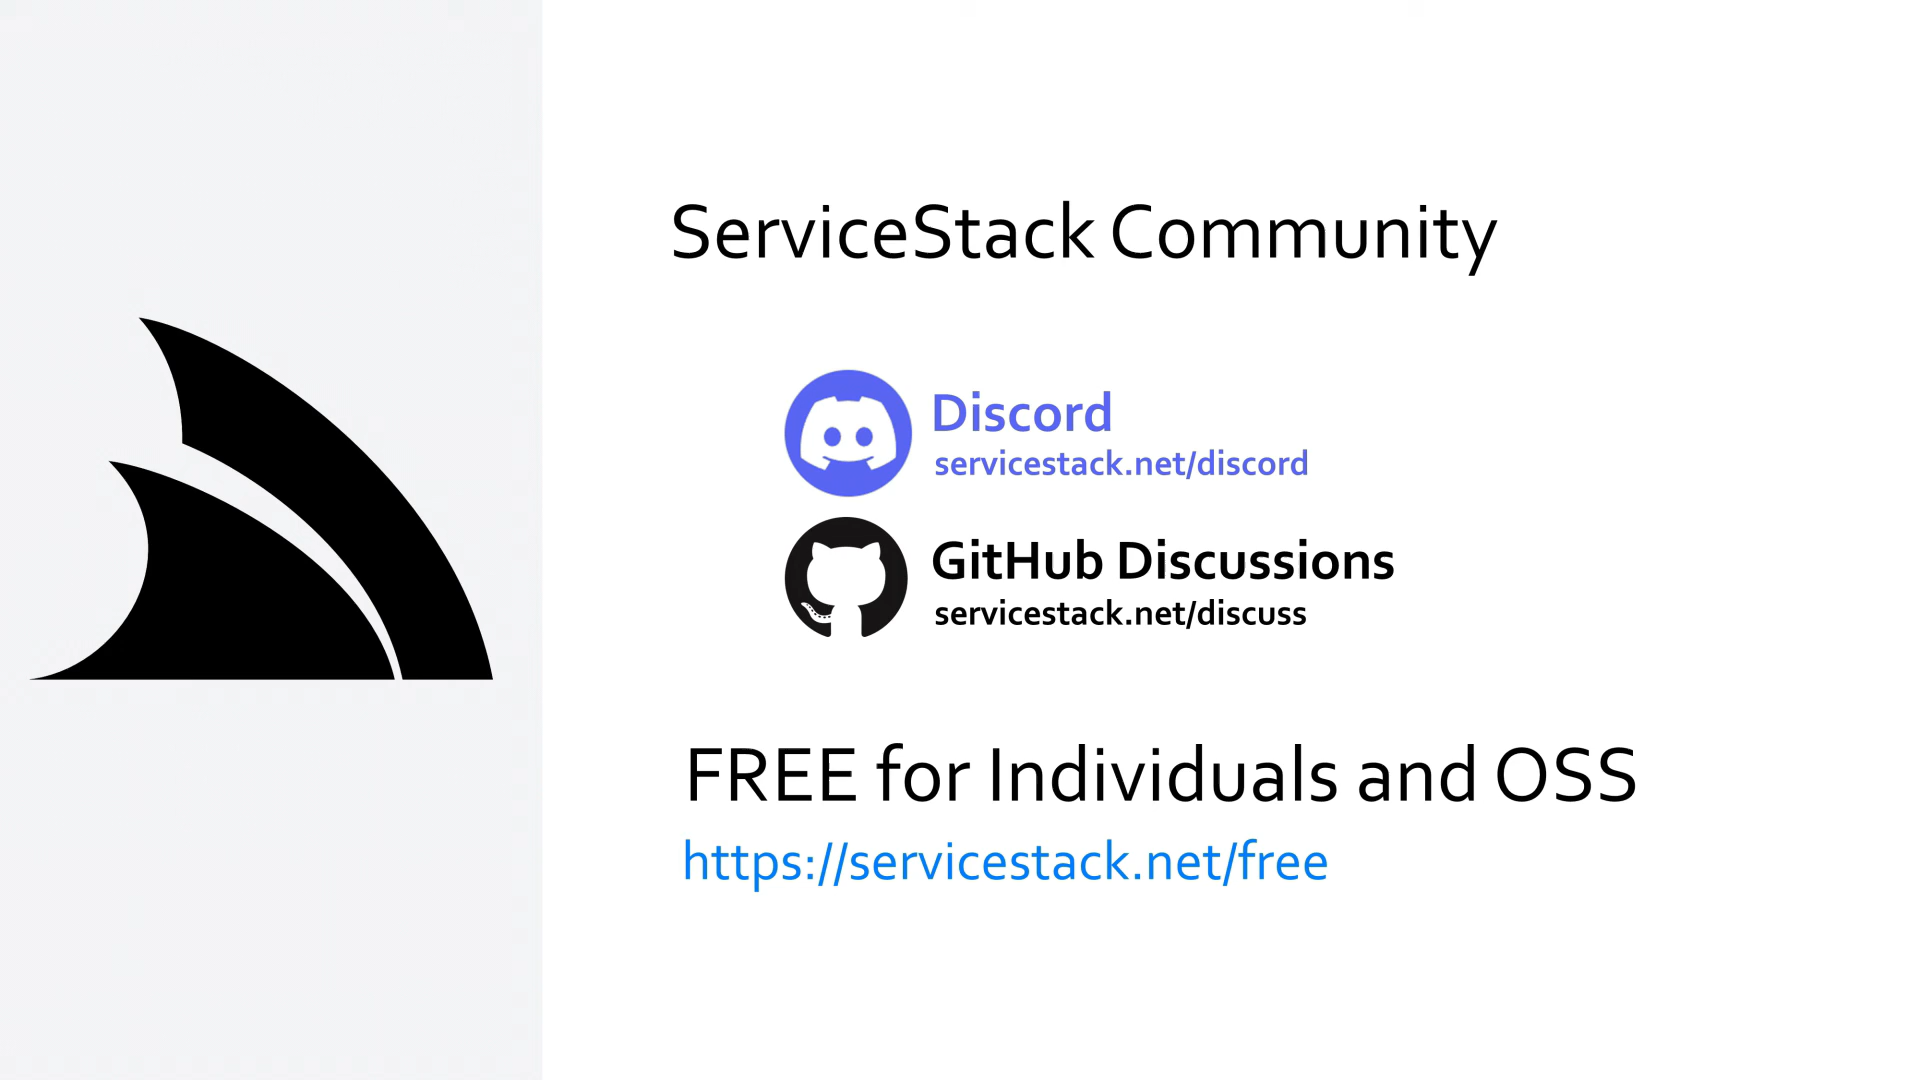 ServiceStack Community
Discord
servicestack.net/discord
GitHub Discussions
servicestack.net/discuss
FREE for Individuals and OSS
https://servicestack.net/free